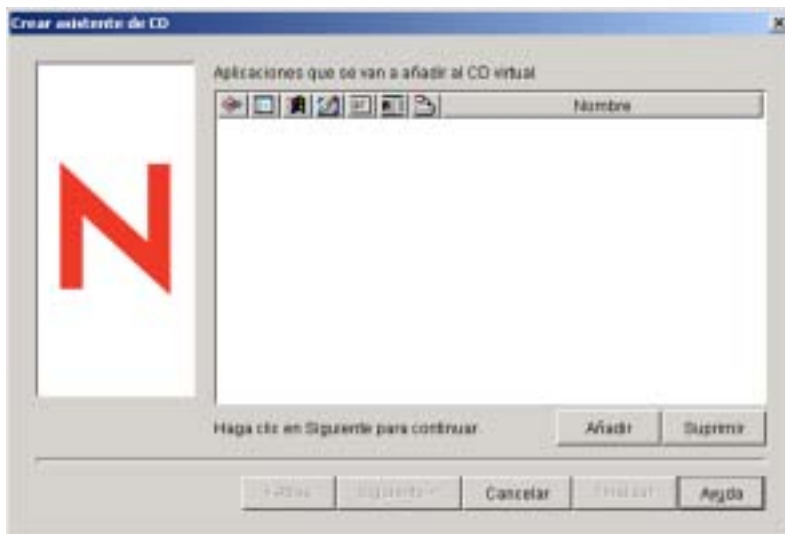 Crear asistente de CD
Aplicaciones que se van a añadir al CD virtual
Nombre
N
Haga clic en Siguiente para continuar
Añadir
Suprimir
Siguiente >
Cancelar
Finalizar
Ayuda